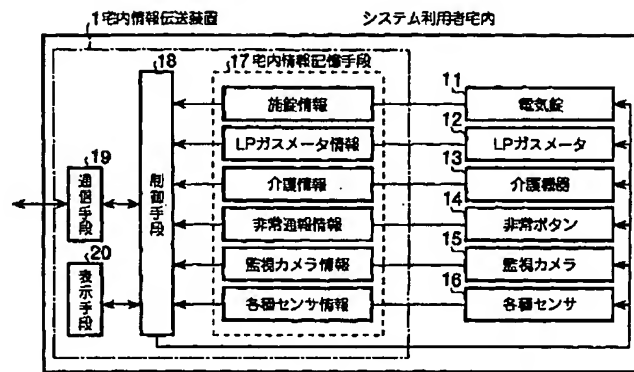 1宅内情報伝送装置
システム利用者宅内
18
17宅内情報記憶手段
11
施錠情報
電気錠
12
LPガスメータ情報
LPガスメータ
19
13
通信手段
制御手段
介護情報
介護機器
14
非常通報情報
非常ボタン
20
15
表示手段
監視カメラ情報
監視カメラ
16
各種センサ情報
各種センサ